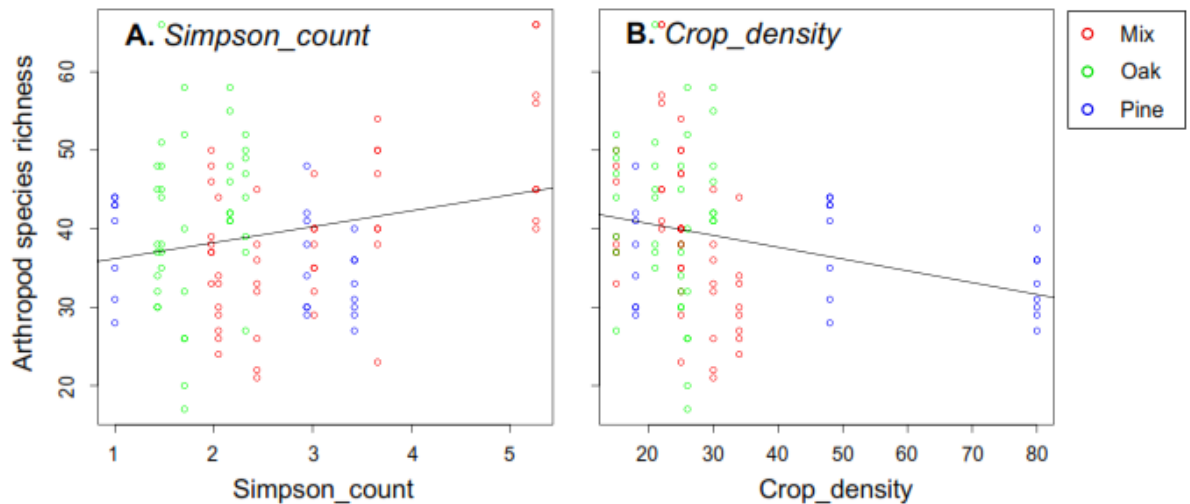 A. Simpson_count
B. Crop_density
Mix
Oak
Pine
Arthropod species richness
60
50
40
30
20
1 2 3 4 5
20 30 40 50 60 70 80
Simpson_count
Crop_density